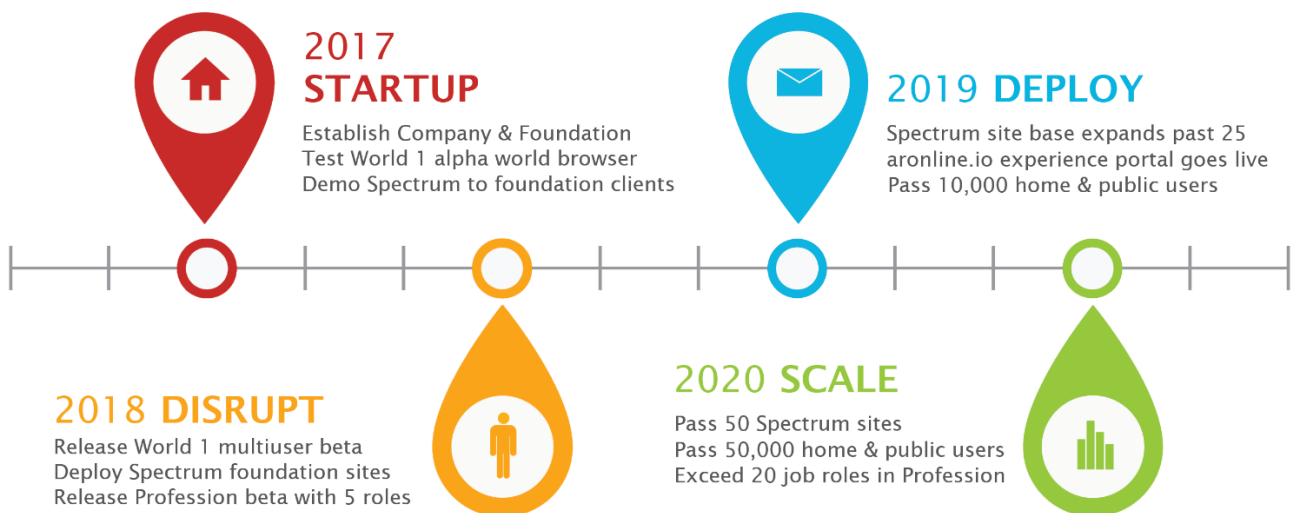 2017
STARTUP
Establish Company & Foundation
Test World 1 alpha world browser
Demo Spectrum to foundation clients
2018 DISRUPT
Release World 1 multiuser beta
Deploy Spectrum foundation sites
Release Profession beta with 5 roles
2019 DEPLOY
Spectrum site base expands past 25
aronline.io experience portal goes live
Pass 10,000 home & public users
2020 SCALE
Pass 50 Spectrum sites
Pass 50,000 home & public users
Exceed 20 job roles in Profession